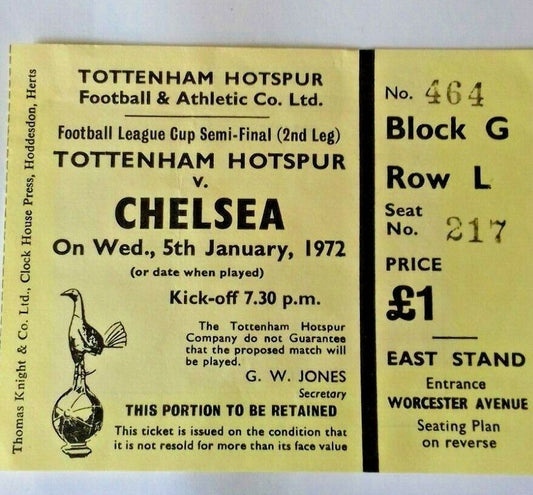 TOTTENHAM HOTSPUR
Football & Athletic Co. Ltd.
Football League Cup Semi-Final (2nd Leg)
TOTTENHAM HOTSPUR
v.
CHELSEA
On Wed., 5th January, 1972
(or date when played)
Kick-off 7.30 p.m.
The Tottenham Hotspur
Company do not Guarantee
that the proposed match will
be played.
G. W. JONES
Secretary
THIS PORTION TO BE RETAINED
This ticket is issued on the condition that
it is not resold for more than its face value
Thomas Knight & Co. Ltd., Clock House Press, Hoddesdon, Herts
No. 464
Block G
Row L
Seat
No. 217
PRICE
£1
EAST STAND
Entrance
WORCESTER AVENUE
Seating Plan
on reverse